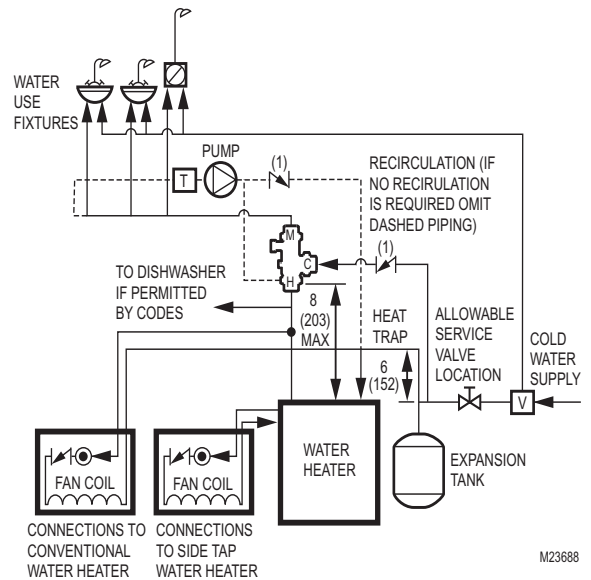 WATER
USE
FIXTURES
PUMP
(1)
T
RECIRCULATION (IF
NO RECIRULATION
IS REQUIRED OMIT
DASHED PIPING)
M
C
H
(1)
TO DISHWASHER
IF PERMITTED
BY CODES
8
(203)
MAX
HEAT
TRAP
6
(152)
ALLOWABLE
SERVICE
VALVE
LOCATION
COLD
WATER
SUPPLY
V
FAN COIL
FAN COIL
WATER
HEATER
EXPANSION
TANK
CONNECTIONS TO
CONVENTIONAL
WATER HEATER
CONNECTIONS
TO SIDE TAP
WATER HEATER
M23688